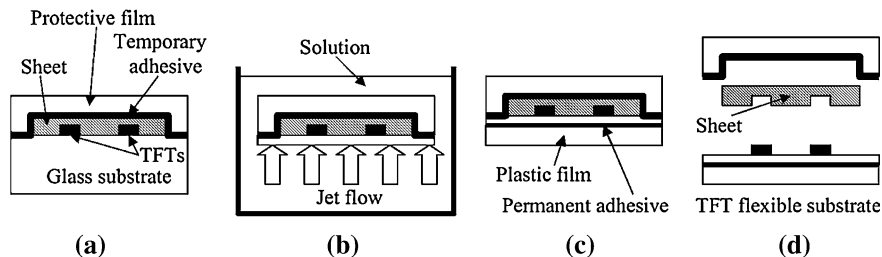 Protective film
Temporary
adhesive
Sheet
TFTs
Glass substrate
(a)
Solution
Jet flow
(b)
Plastic film
Permanent adhesive
(c)
Sheet
TFT flexible substrate
(d)